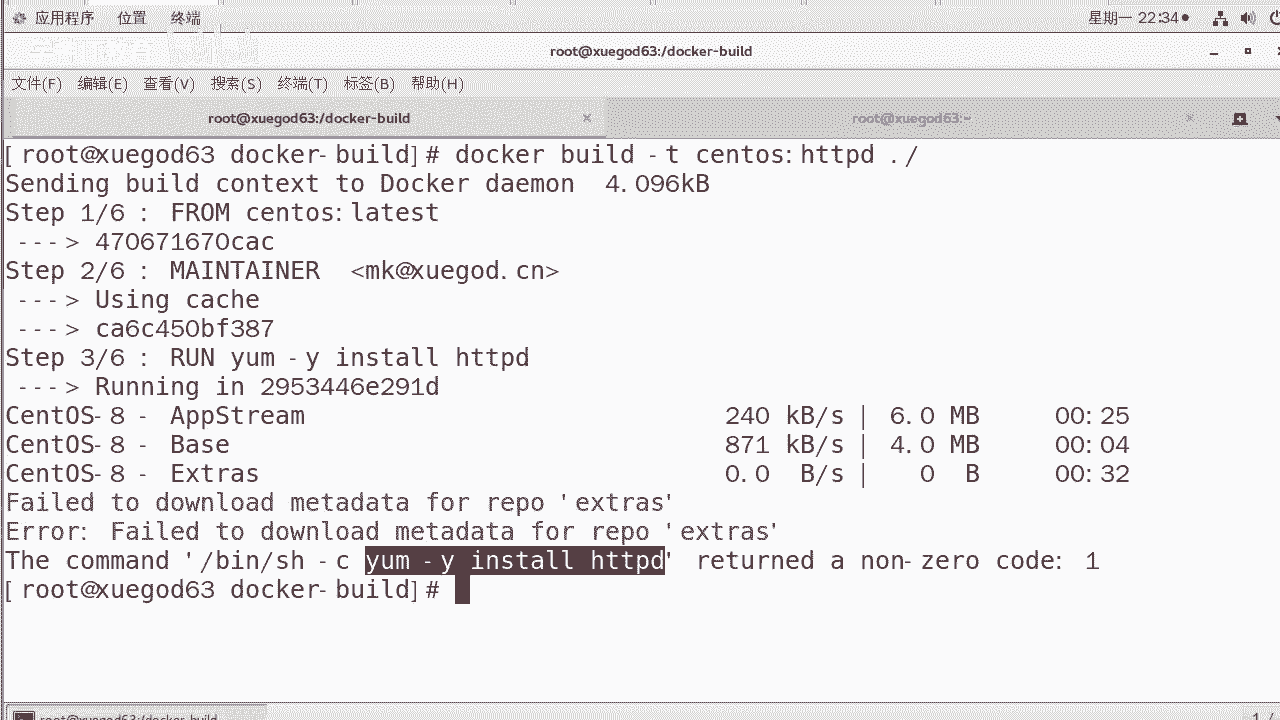 应用程序 位置 终端 星期一 22:34
root@xuegod63:/docker-build
文件(F) 编辑(E) 查看(V) 搜索(S) 终端(T) 标签(B) 帮助(H)
root@xuegod63:/docker-build × root@xuegod63:~ ×
[root@xuegod63 docker-build]# docker build -t centos:httpd ./
Sending build context to Docker daemon 4.096kB
Step 1/6 : FROM centos:latest
---> 470671670cac
Step 2/6 : MAINTAINER <mk@xuegod.cn>
---> Using cache
---> ca6c450bf387
Step 3/6 : RUN yum -y install httpd
---> Running in 2953446e291d
CentOS-8 - AppStream 240 kB/s | 6.0 MB 00:25
CentOS-8 - Base 871 kB/s | 4.0 MB 00:04
CentOS-8 - Extras 0.0 B/s | 0 B 00:32
Failed to download metadata for repo 'extras'
Error: Failed to download metadata for repo 'extras'
The command '/bin/sh -c yum -y install httpd' returned a non-zero code: 1
[root@xuegod63 docker-build]#
root@xuegod63:/docker-build 1 /